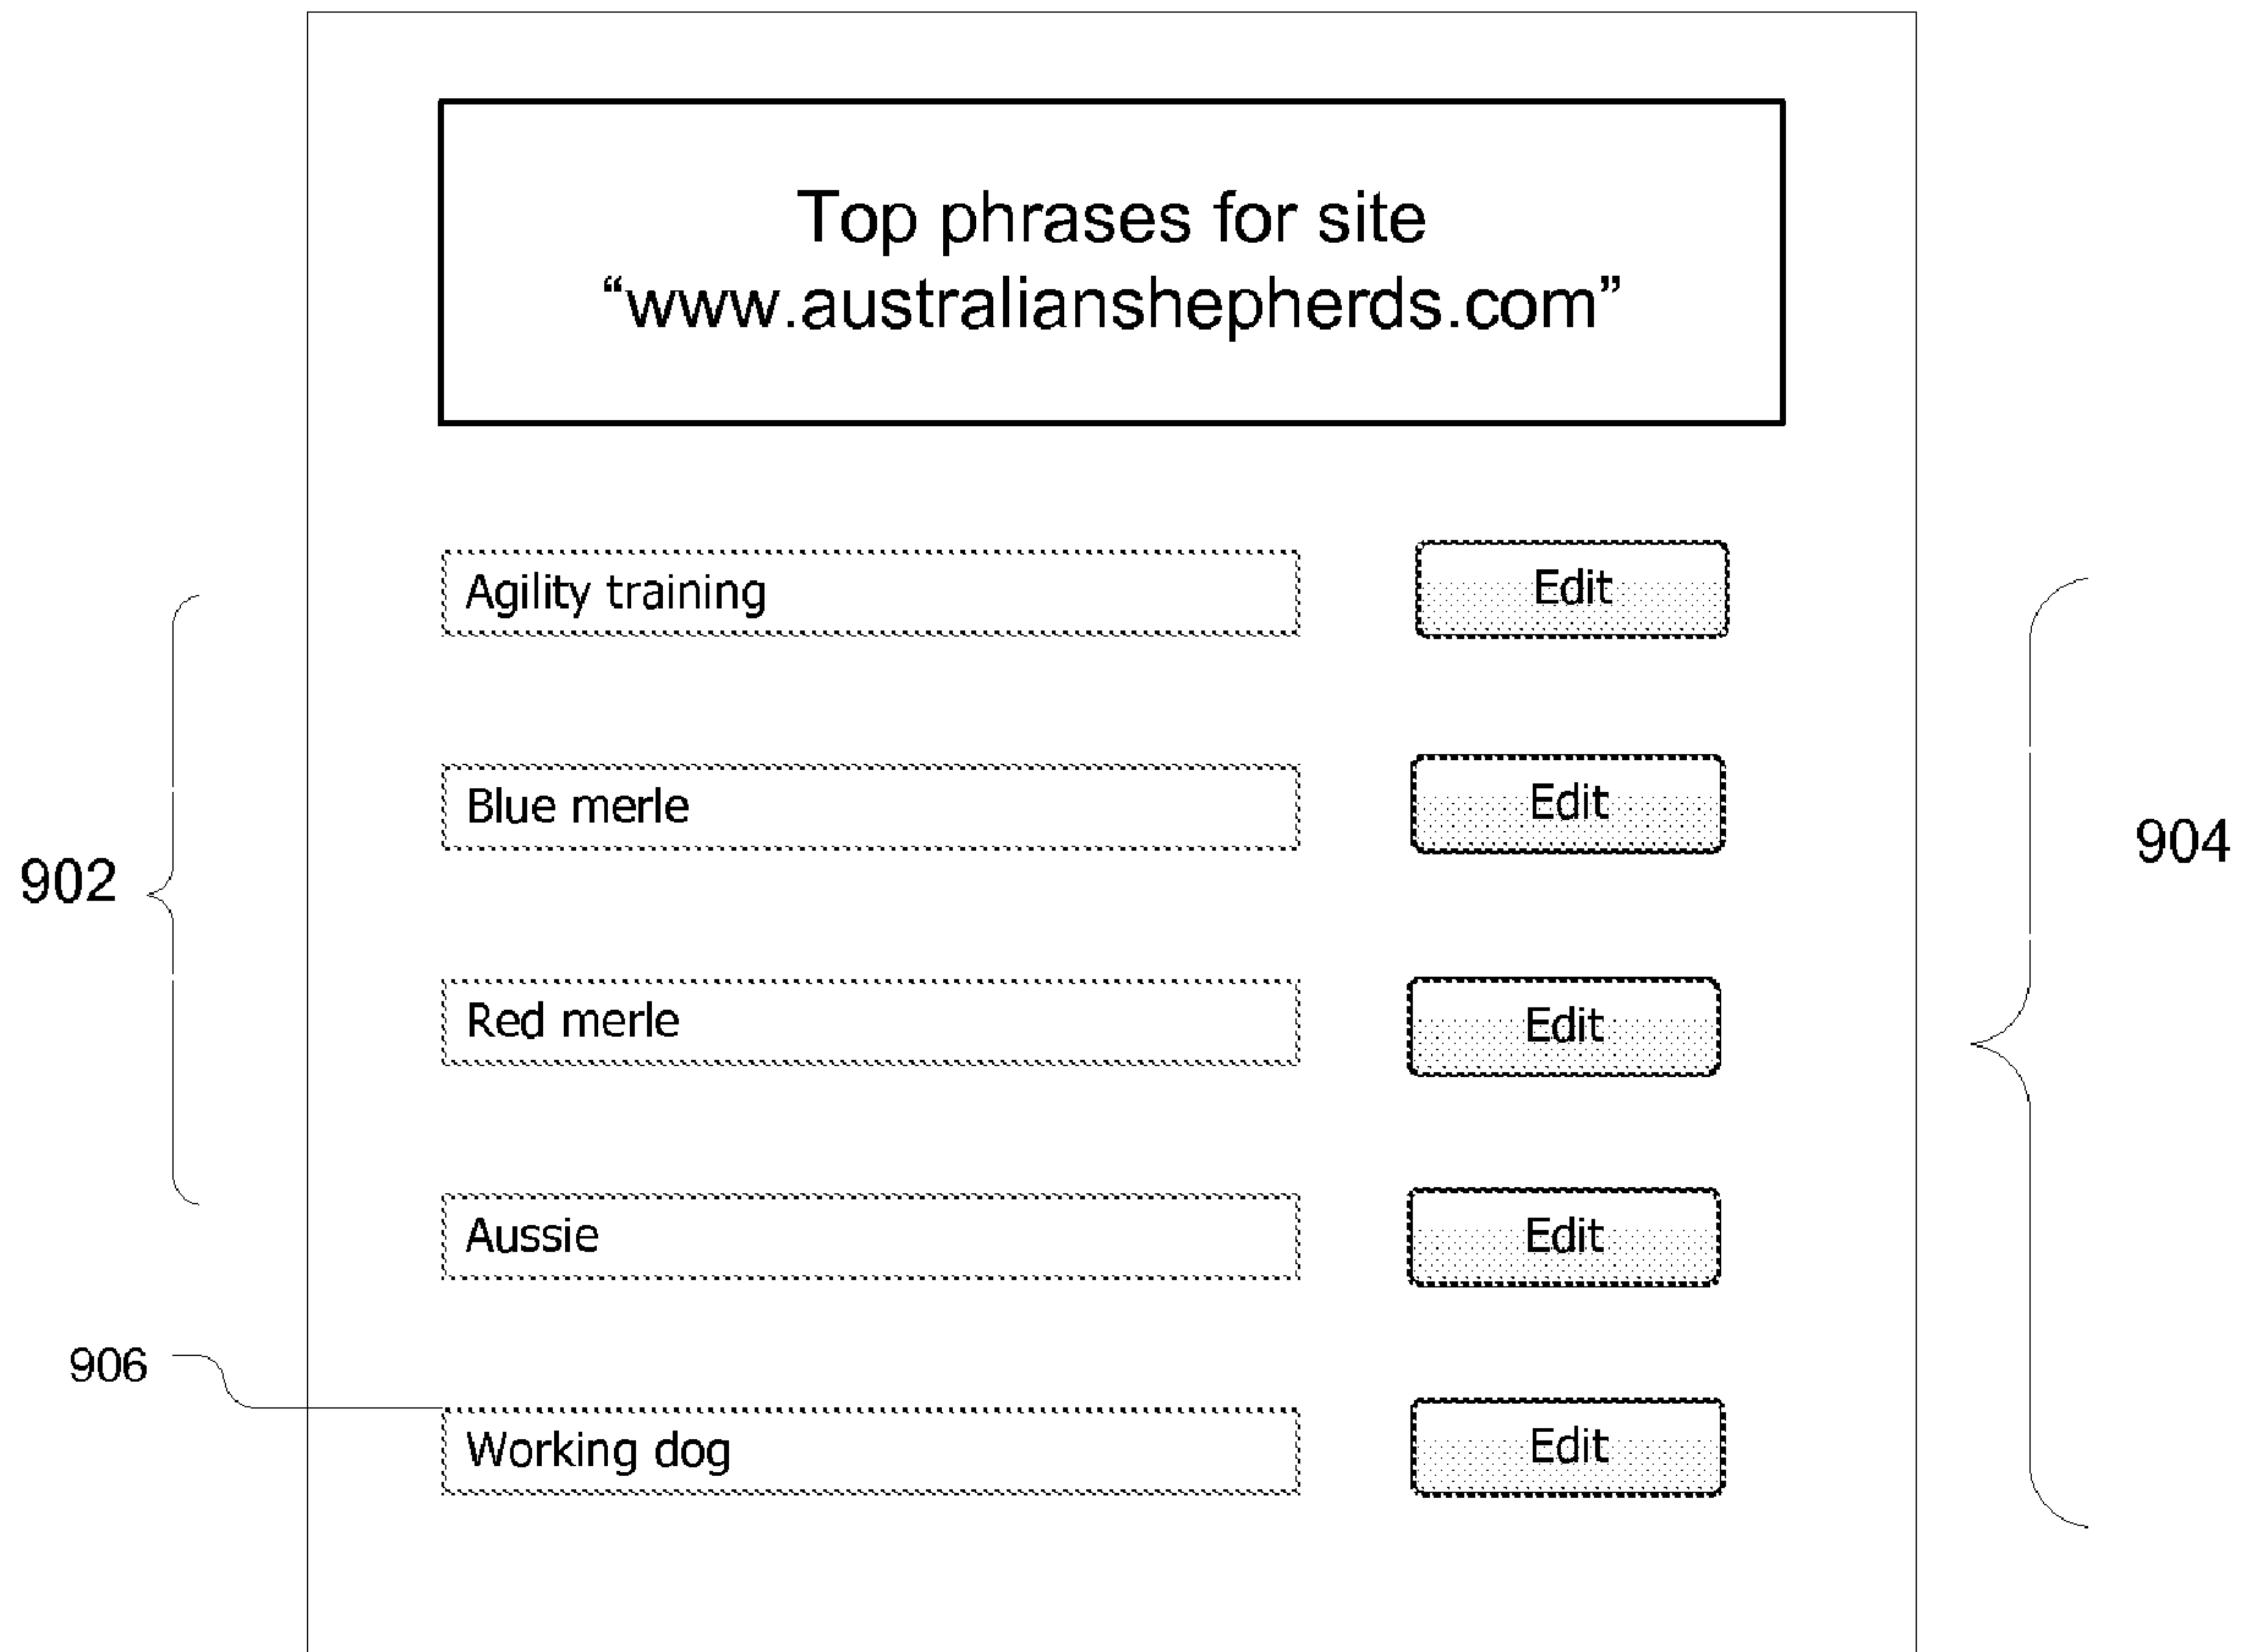 Top phrases for site
“www.australianshepherds.com”
Agility training
Edit
Blue merle
Edit
902
904
Red merle
Edit
Aussie
Edit
906
Working dog
Edit